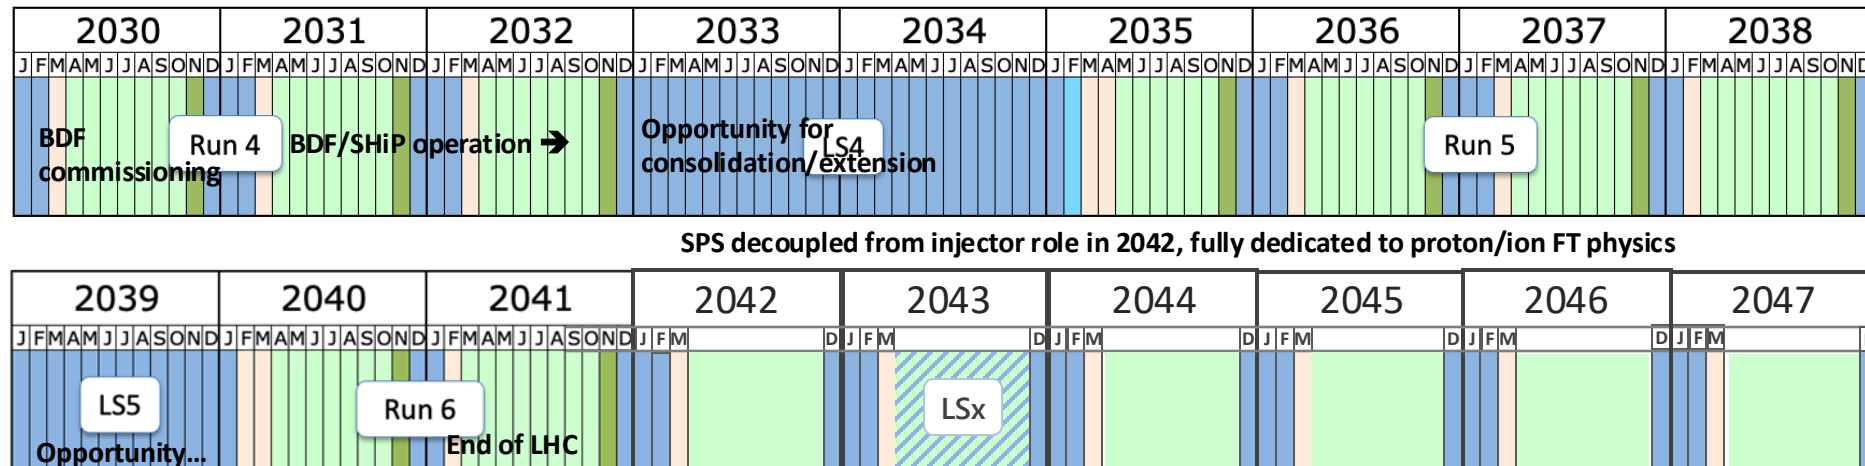 2030 2031 2032 2033 2034 2035 2036 2037 2038
J F M A M J J A S O N D J F M A M J J A S O N D J F M A M J J A S O N D J F M A M J J A S O N D J F M A M J J A S O N D J F M A M J J A S O N D J F M A M J J A S O N D J F M A M J J A S O N D J F M A M J J A S O N D
BDF
commissioning
Run 4
BDF/SHiP operation ➔
Opportunity for
consolidation/extension
LS4
Run 5
SPS decoupled from injector role in 2042, fully dedicated to proton/ion FT physics
2039 2040 2041 2042 2043 2044 2045 2046 2047
J F M A M J J A S O N D J F M A M J J A S O N D J F M A M J J A S O N D J F M D J F M D J F M D J F M D J F M D J F M
LS5
Opportunity...
Run 6
End of LHC
LSx